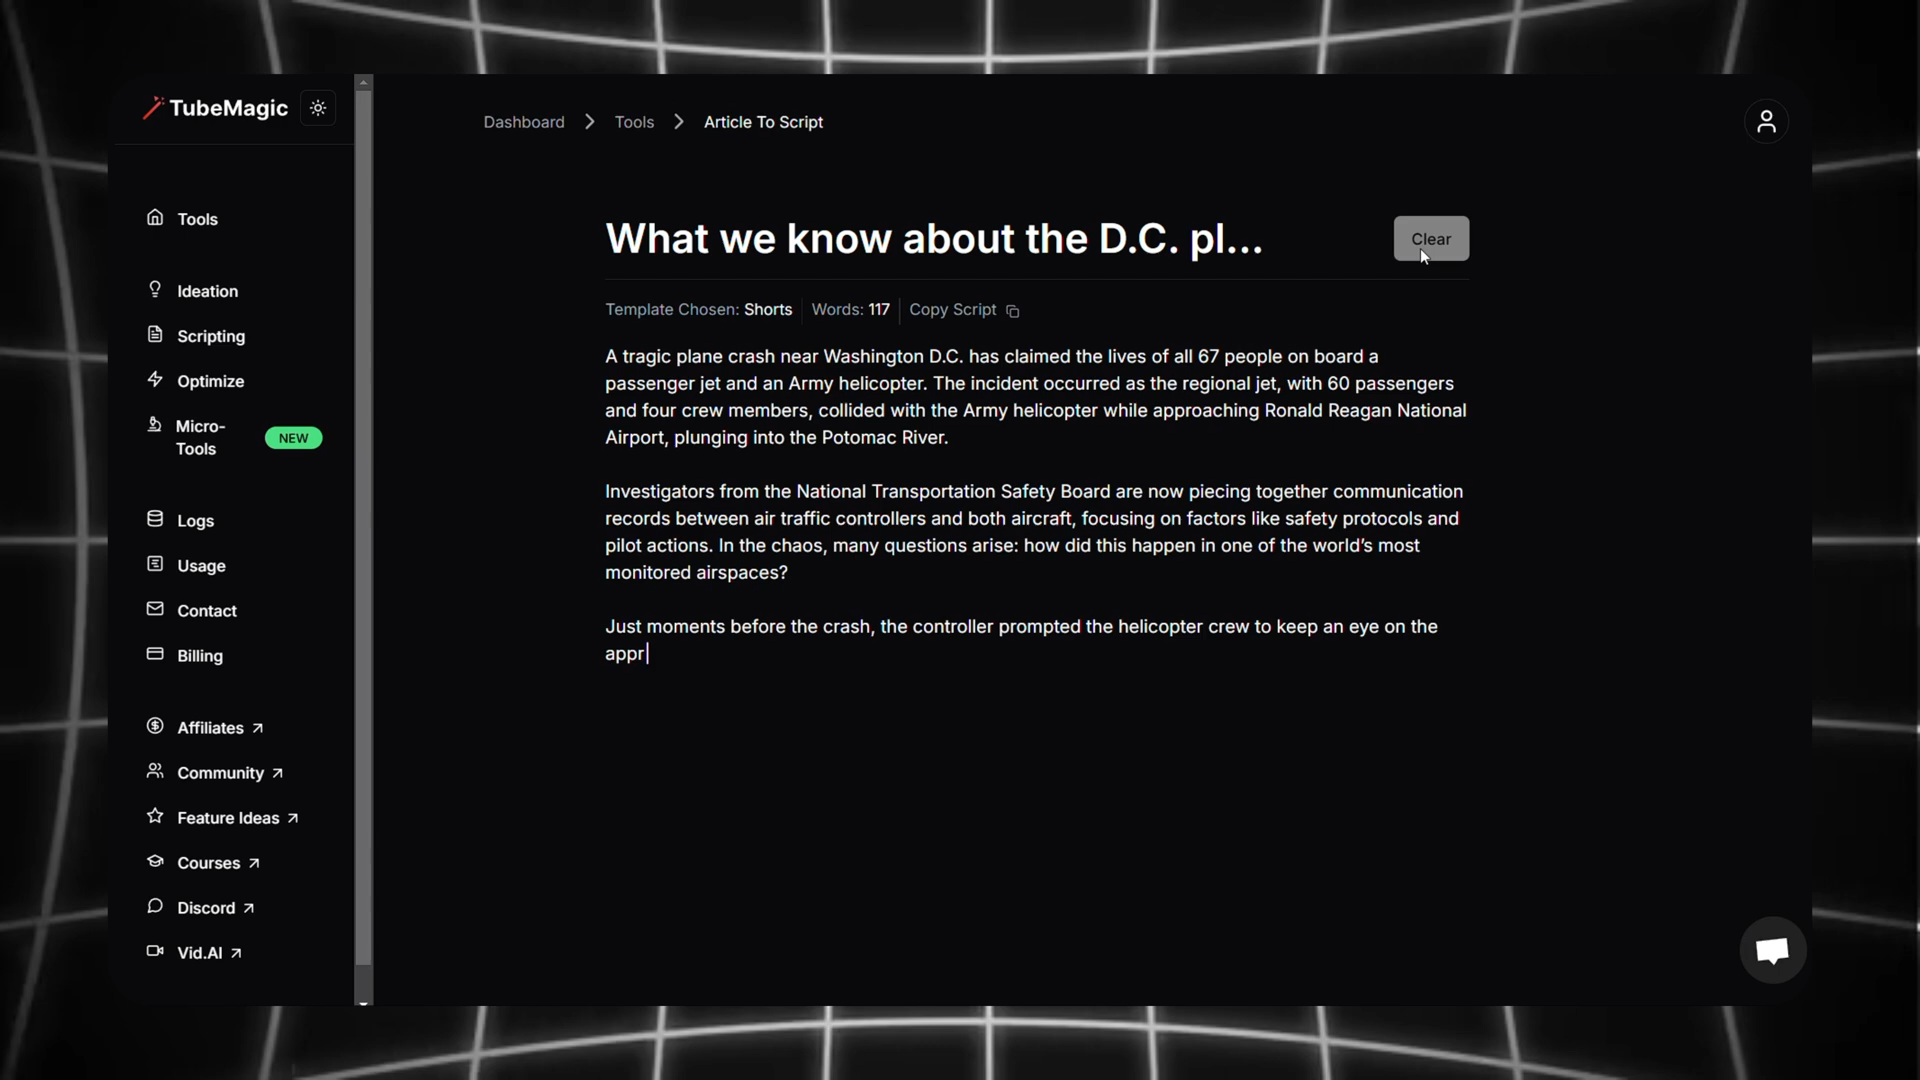 TubeMagic
Dashboard > Tools > Article To Script
Tools
Ideation
Scripting
Optimize
Micro-
Tools
NEW
Logs
Usage
Contact
Billing
Affiliates
Community
Feature Ideas
Courses
Discord
Vid.AI
What we know about the D.C. pl...
Clear
Template Chosen: Shorts Words: 117 Copy Script
A tragic plane crash near Washington D.C. has claimed the lives of all 67 people on board a
passenger jet and an Army helicopter. The incident occurred as the regional jet, with 60 passengers
and four crew members, collided with the Army helicopter while approaching Ronald Reagan National
Airport, plunging into the Potomac River.
Investigators from the National Transportation Safety Board are now piecing together communication
records between air traffic controllers and both aircraft, focusing on factors like safety protocols and
pilot actions. In the chaos, many questions arise: how did this happen in one of the world's most
monitored airspaces?
Just moments before the crash, the controller prompted the helicopter crew to keep an eye on the
appr